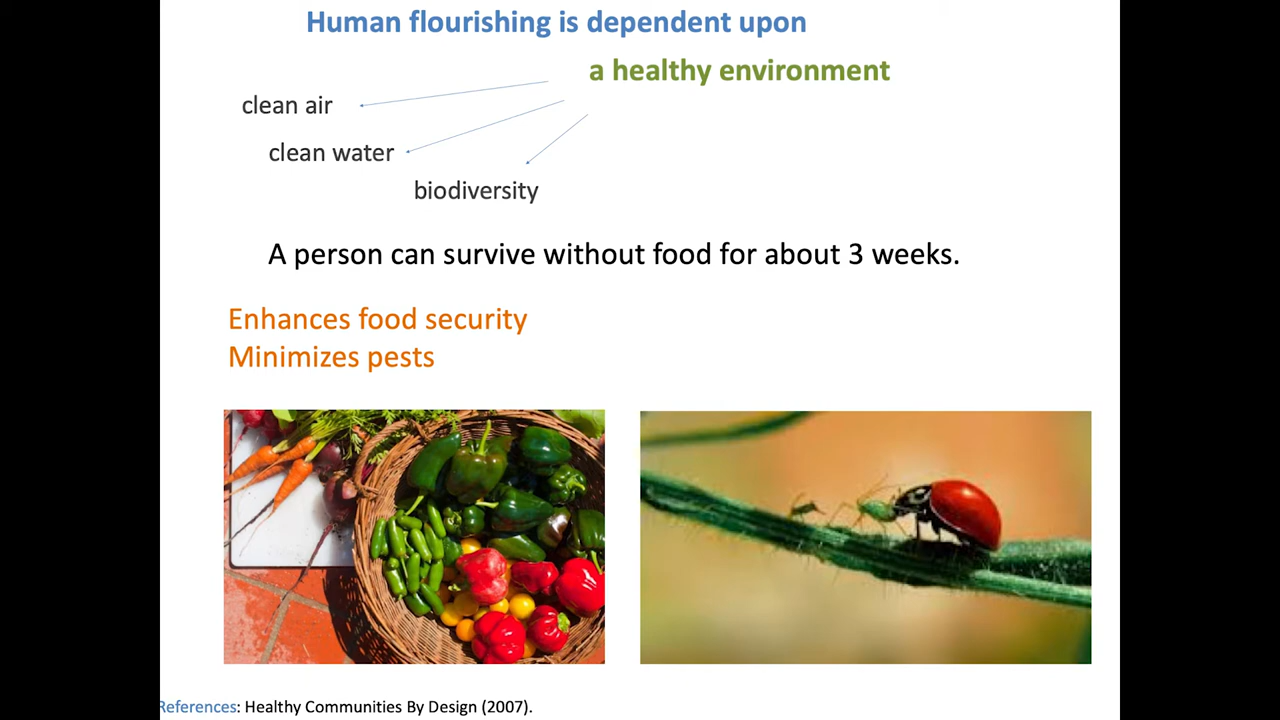 Human flourishing is dependent upon
a healthy environment
clean air
clean water
biodiversity
A person can survive without food for about 3 weeks.
Enhances food security
Minimizes pests
References: Healthy Communities By Design (2007).